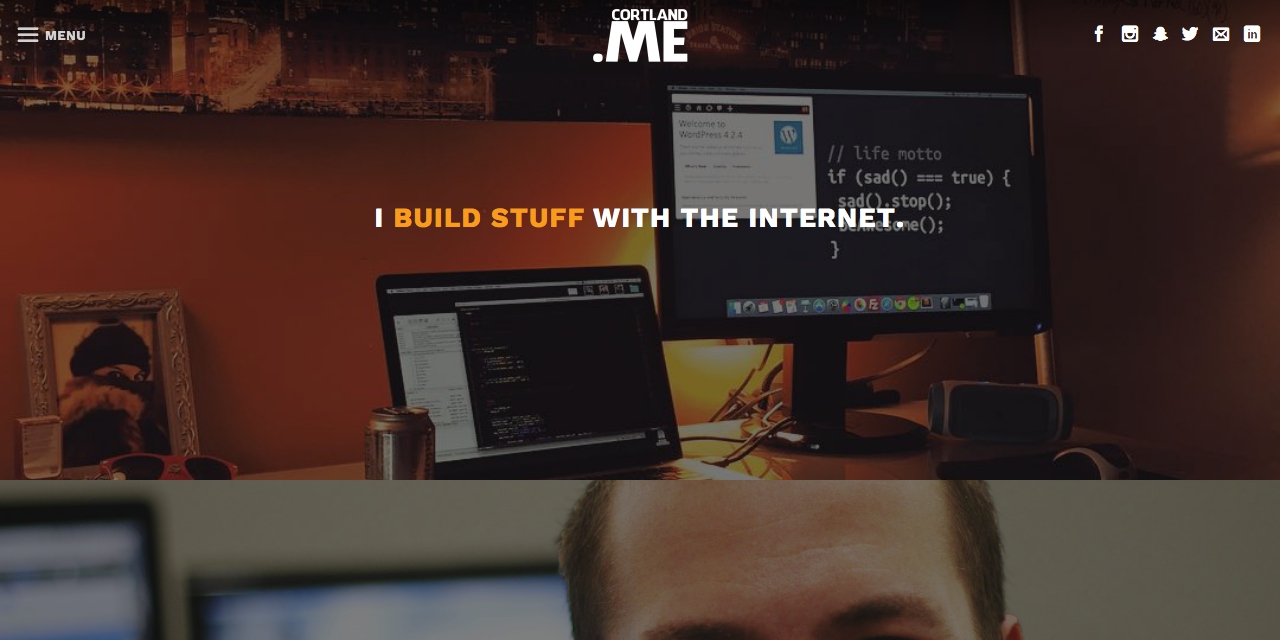 MENU
CORTLAND
.ME
I BUILD STUFF WITH THE INTERNET.
Welcome to
WordPress 4.2.4
// life motto
if (sad() === true) {
sad().stop();
beAwesome();
}